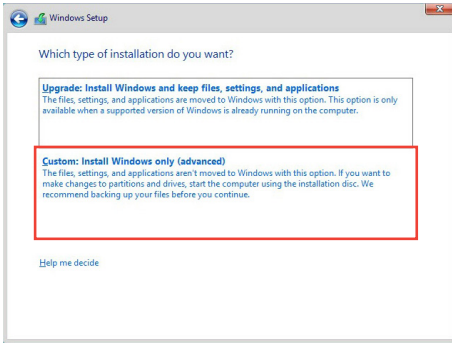 Windows Setup
Which type of installation do you want?
Upgrade: Install Windows and keep files, settings, and applications
The files, settings, and applications are moved to Windows with this option. This option is only
available when a supported version of Windows is already running on the computer.
Custom: Install Windows only (advanced)
The files, settings, and applications aren't moved to Windows with this option. If you want to
make changes to partitions and drives, start the computer using the installation disc. We
recommend backing up your files before you continue.
Help me decide